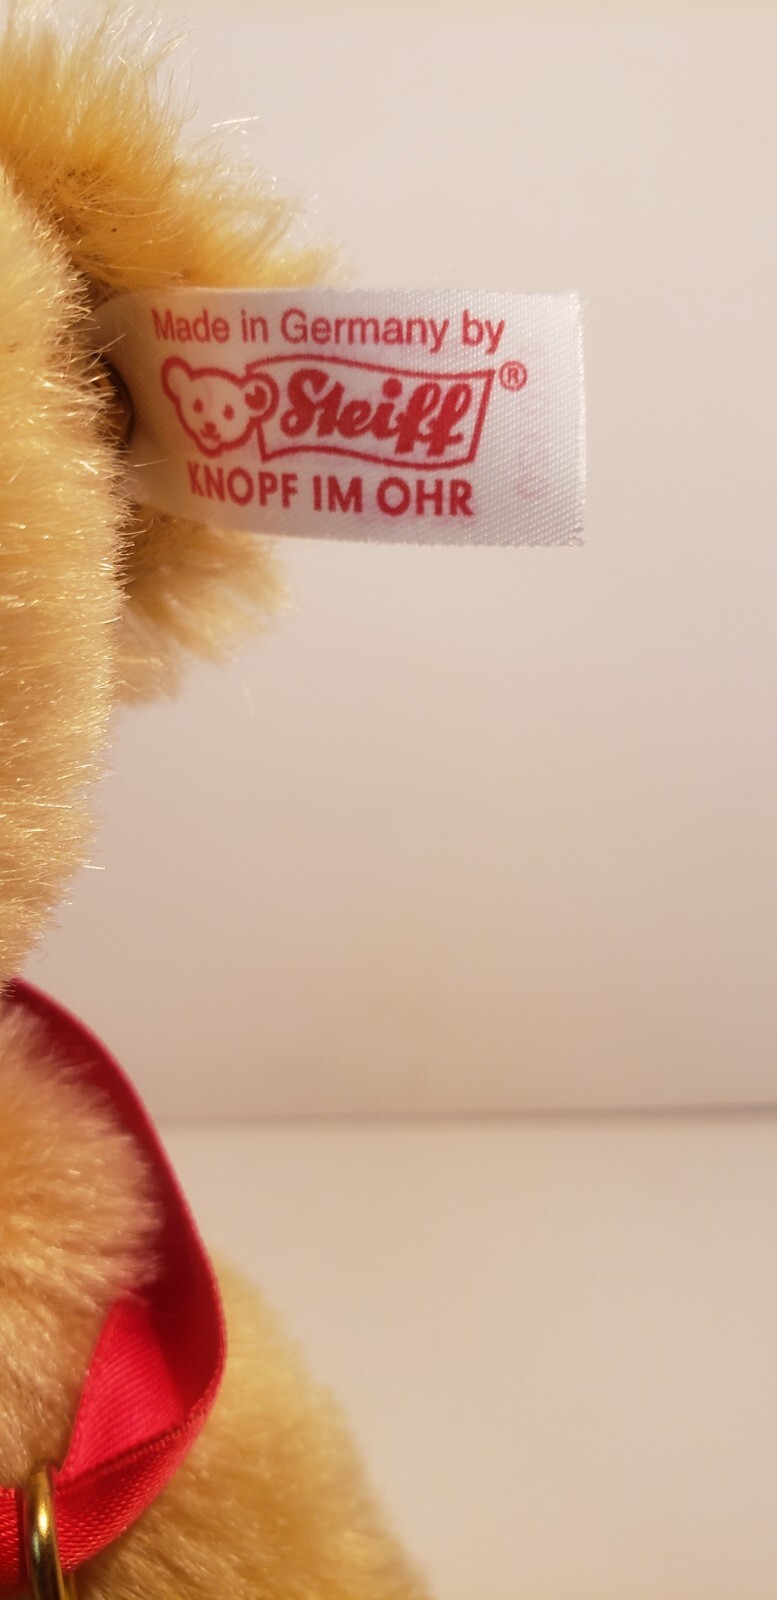 Made in Germany by
Steiff®
KNOPF IM OHR